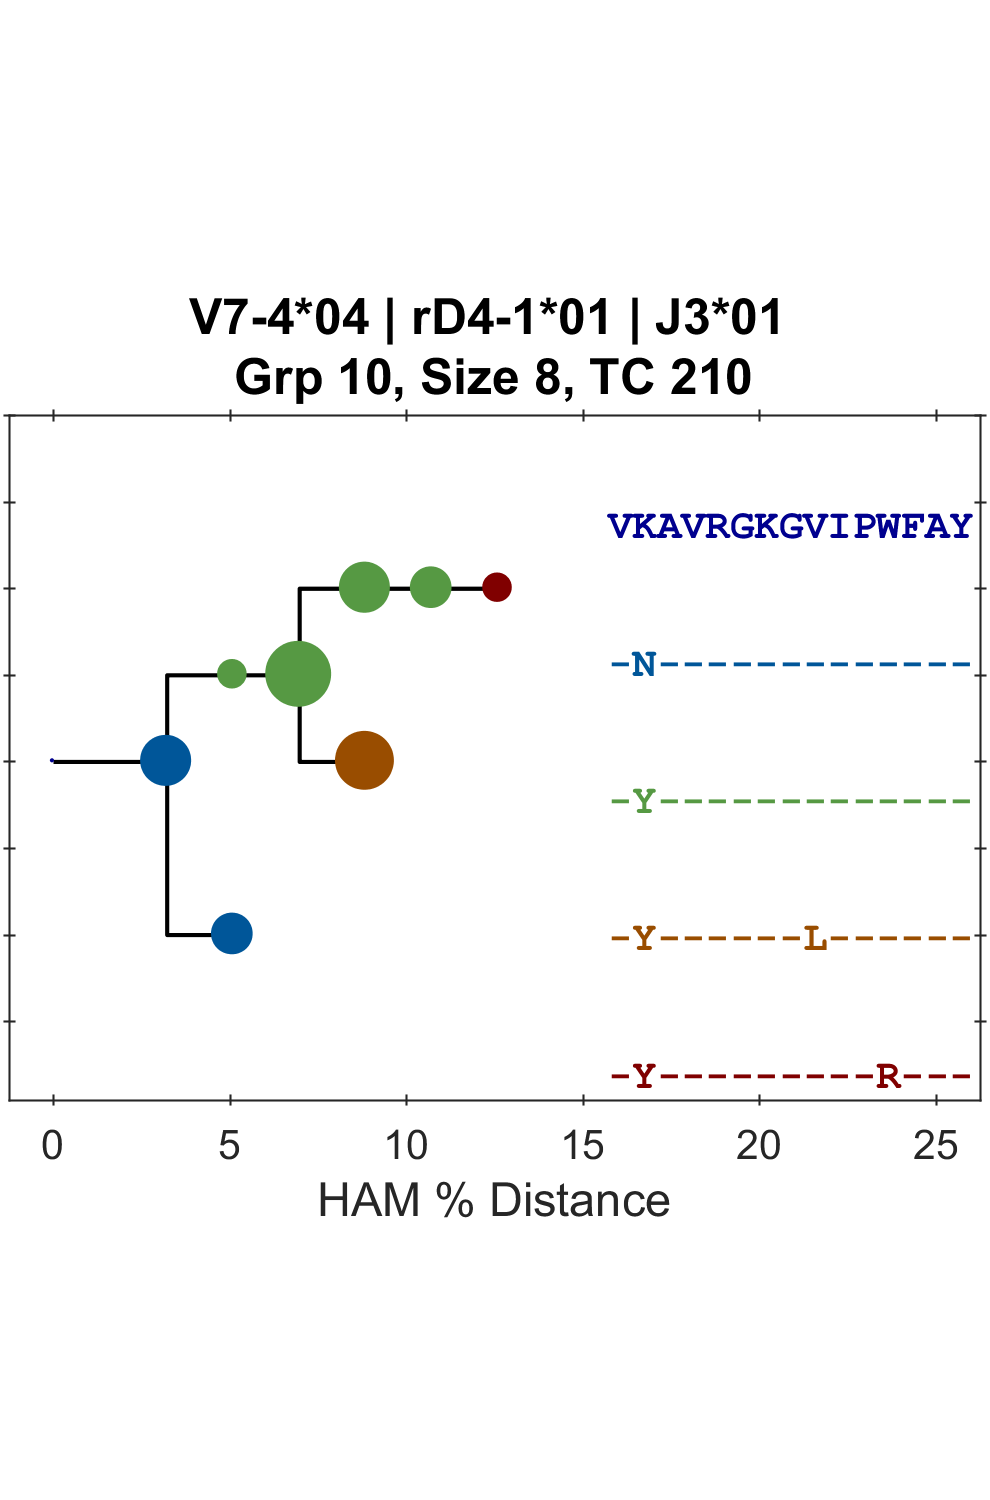 V7-4*04 | rD4-1*01 | J3*01
Grp 10, Size 8, TC 210
VKAVRGKGVIPWFAY
-N-------------
-Y-------------
-Y------L------
-Y---------R---
0 5 10 15 20 25
HAM % Distance